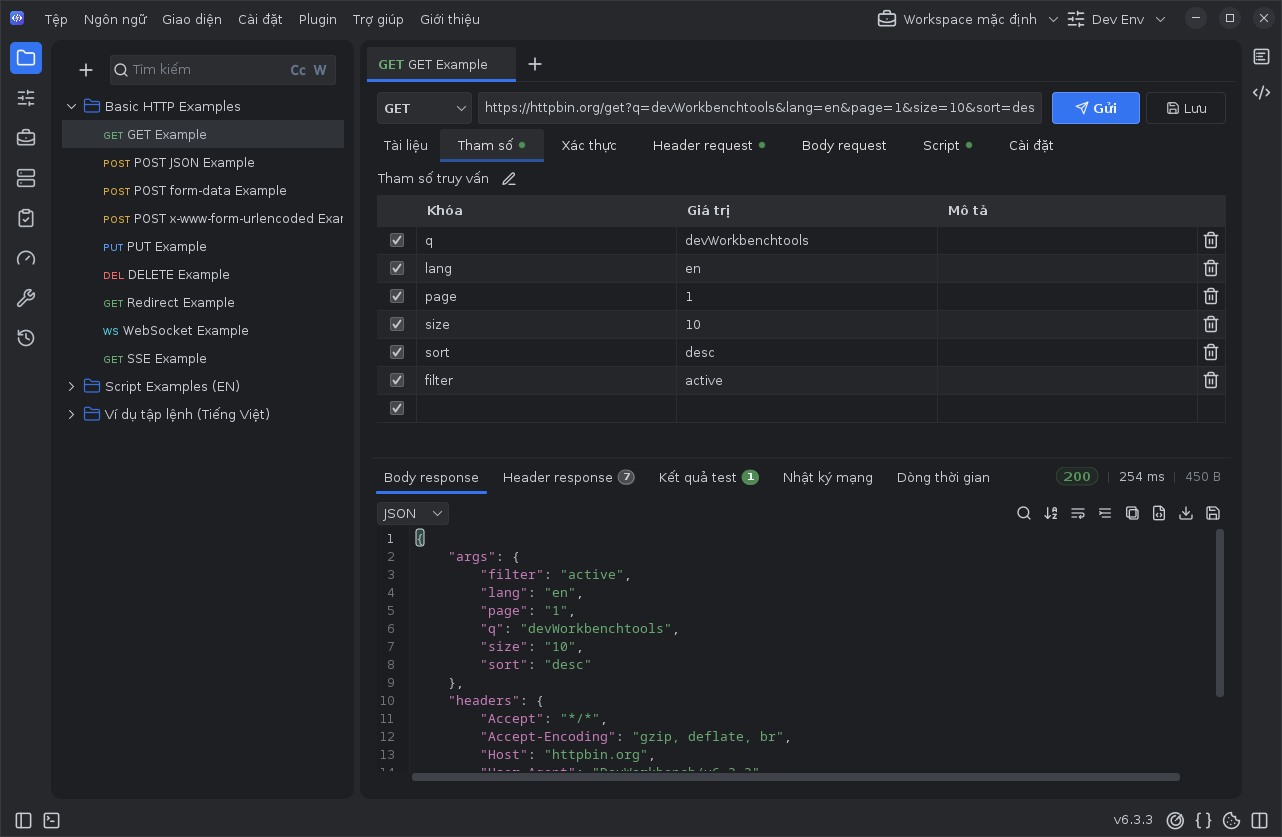 Tệp Ngôn ngữ Giao diện Cài đặt Plugin Trợ giúp Giới thiệu Workspace mặc định Dev Env
Tìm kiếm Cc W
Basic HTTP Examples
GET GET Example
POST POST JSON Example
POST POST form-data Example
POST POST x-www-form-urlencoded Exar
PUT PUT Example
DEL DELETE Example
GET Redirect Example
WS WebSocket Example
GET SSE Example
Script Examples (EN)
Ví dụ tập lệnh (Tiếng Việt)
GET GET Example
GET https://httpbin.org/get?q=devWorkbenchtools&lang=en&page=1&size=10&sort=des Gửi Lưu
Tài liệu Tham số Xác thực Header request Body request Script Cài đặt
Tham số truy vấn
Khóa Giá trị Mô tả
q devWorkbenchtools
lang en
page 1
size 10
sort desc
filter active
Body response Header response 7 Kết quả test 1 Nhật ký mạng Dòng thời gian 200 254 ms 450 B
JSON
1 {
2 "args": {
3 "filter": "active",
4 "lang": "en",
5 "page": "1",
6 "q": "devWorkbenchtools",
7 "size": "10",
8 "sort": "desc"
9 },
10 "headers": {
11 "Accept": "*/*",
12 "Accept-Encoding": "gzip, deflate, br",
13 "Host": "httpbin.org",
v6.3.3